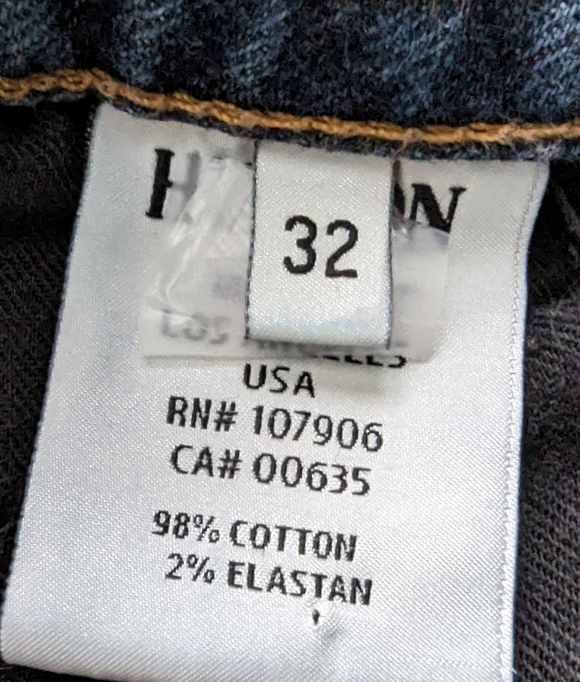 32
USA
RN# 107906
CA# 00635
98% COTTON
2% ELASTAN